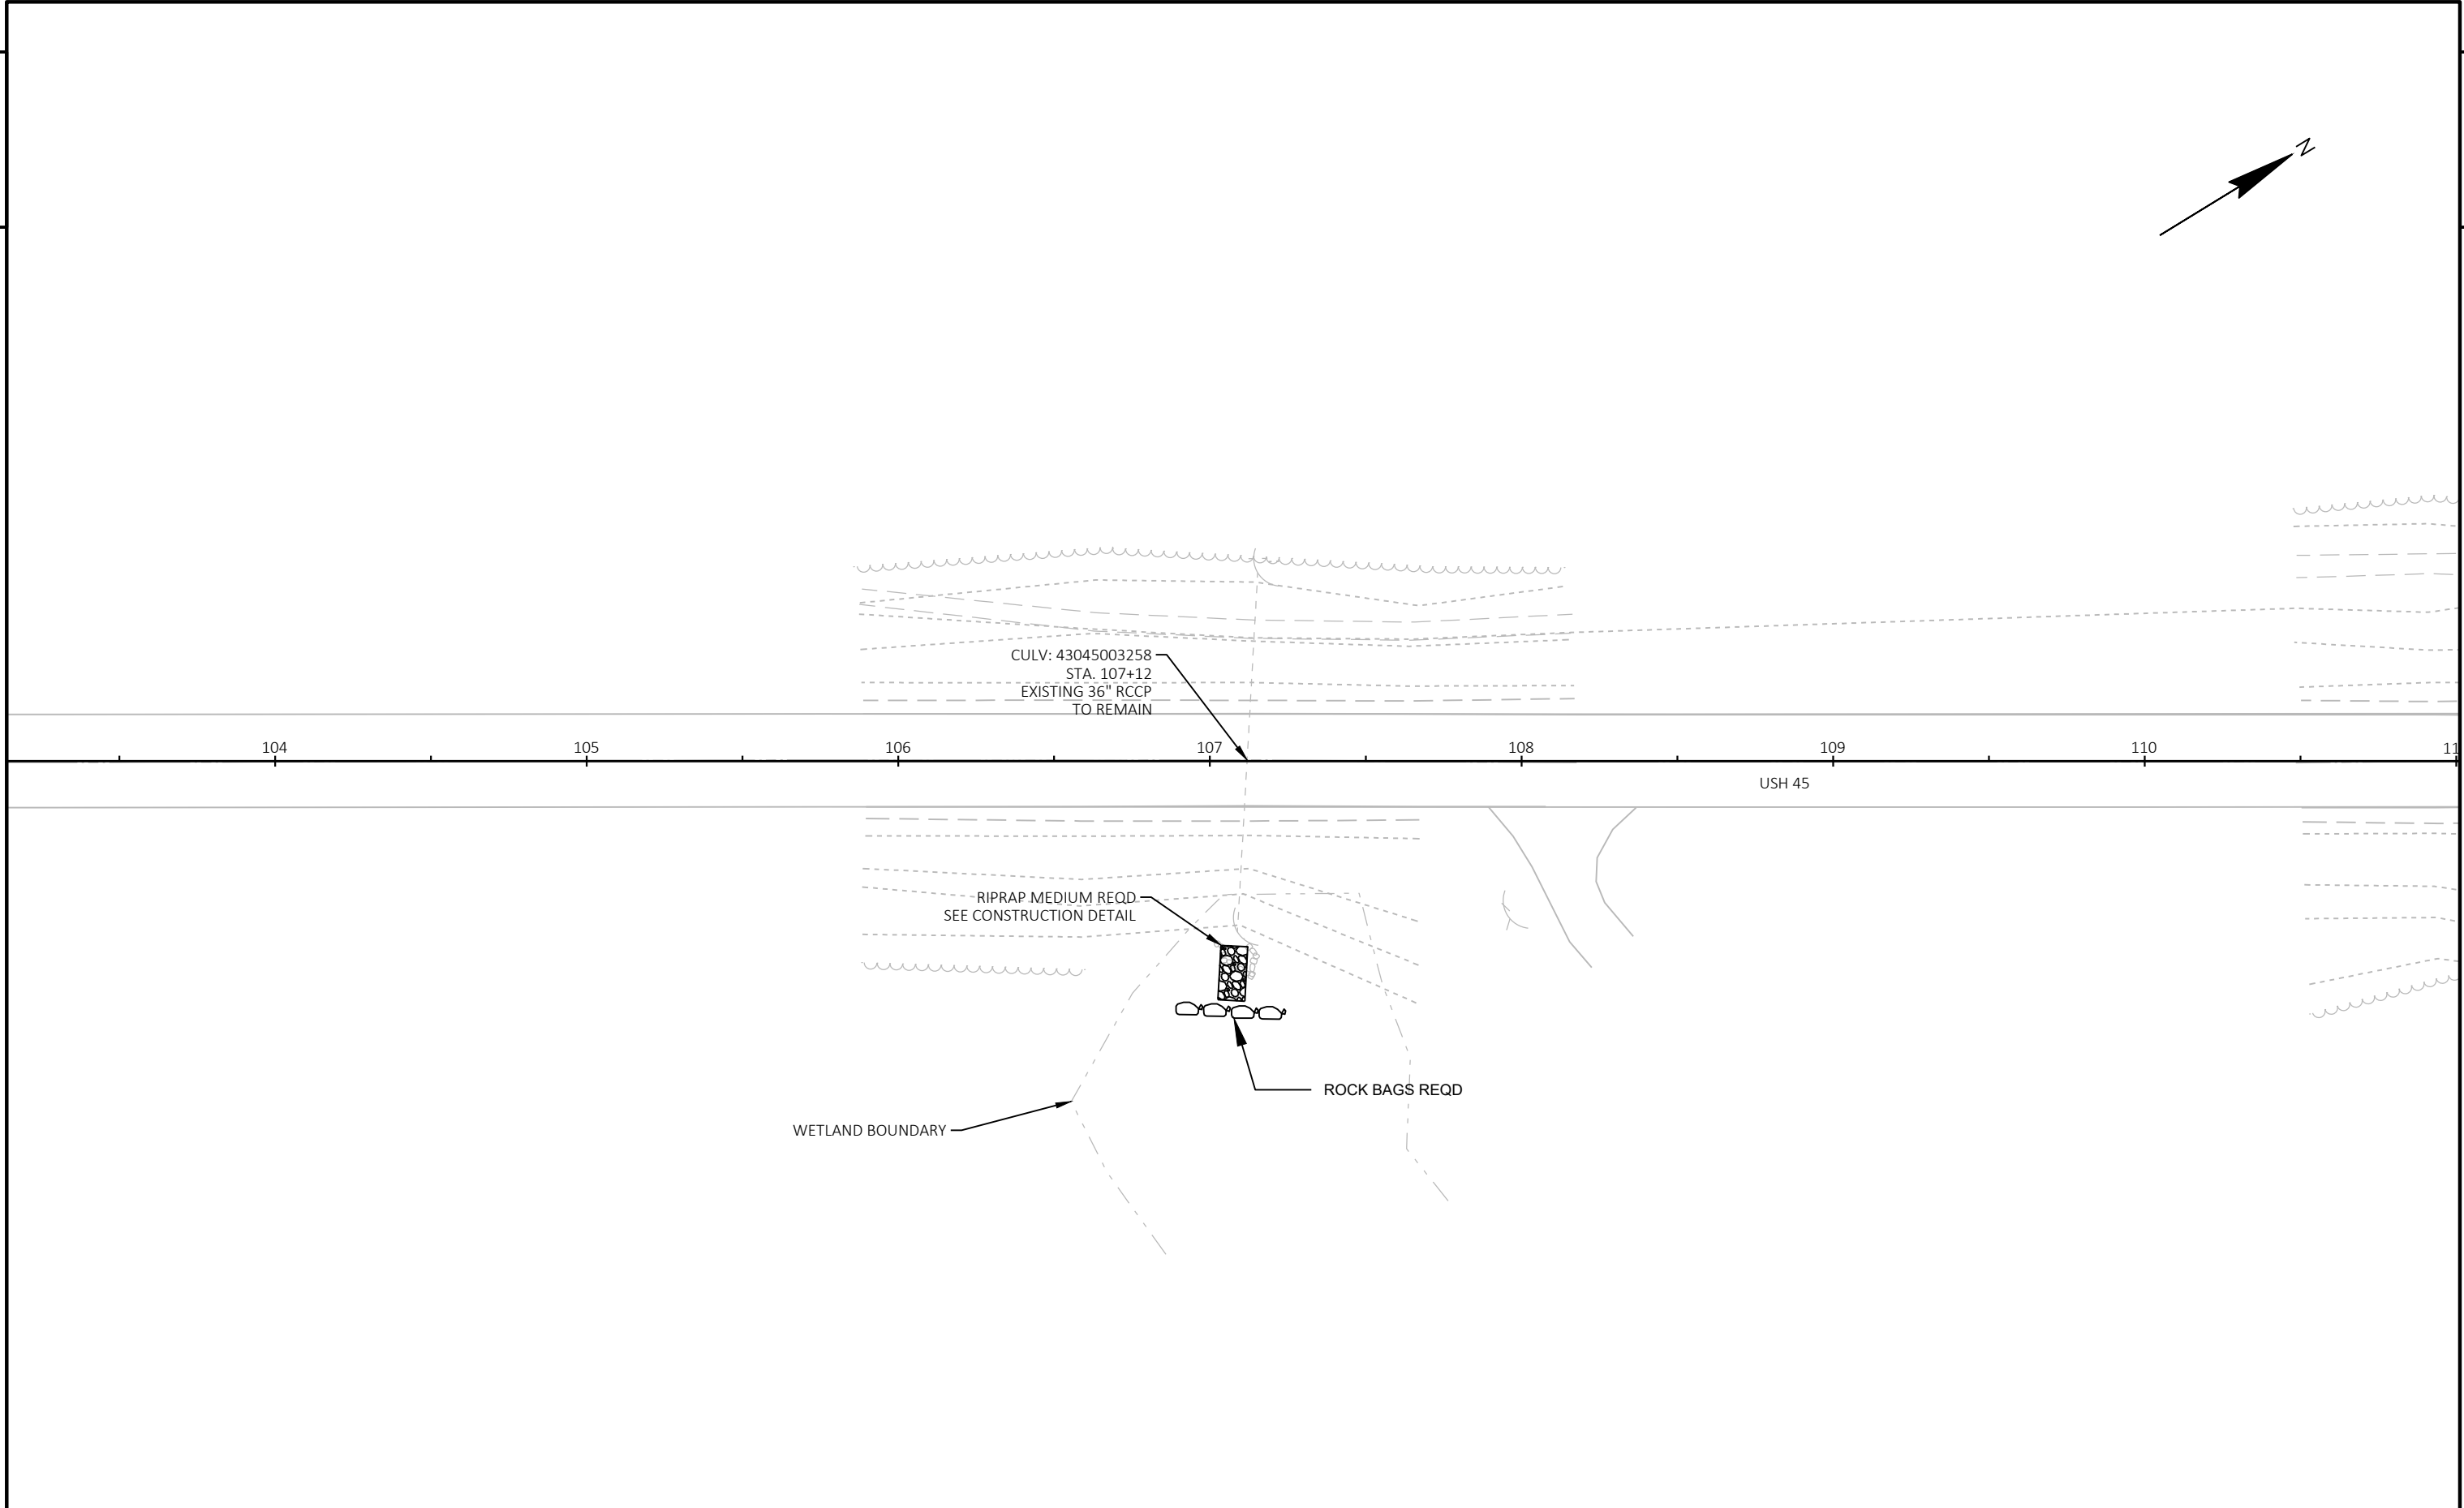 N
CULV: 43045003258
STA. 107+12
EXISTING 36" RCCP
TO REMAIN
104 105 106 107 108 109 110 11
USH 45
RIPRAP MEDIUM REQD
SEE CONSTRUCTION DETAIL
ROCK BAGS REQD
WETLAND BOUNDARY